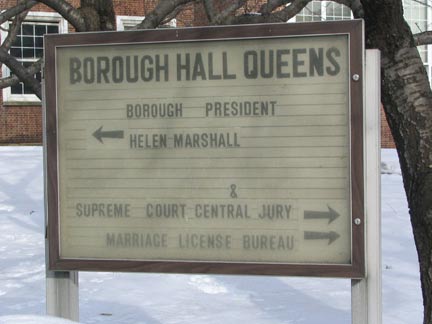 BOROUGH HALL QUEENS
BOROUGH PRESIDENT
HELEN MARSHALL
&
SUPREME COURT CENTRAL JURY
MARRIAGE LICENSE BUREAU